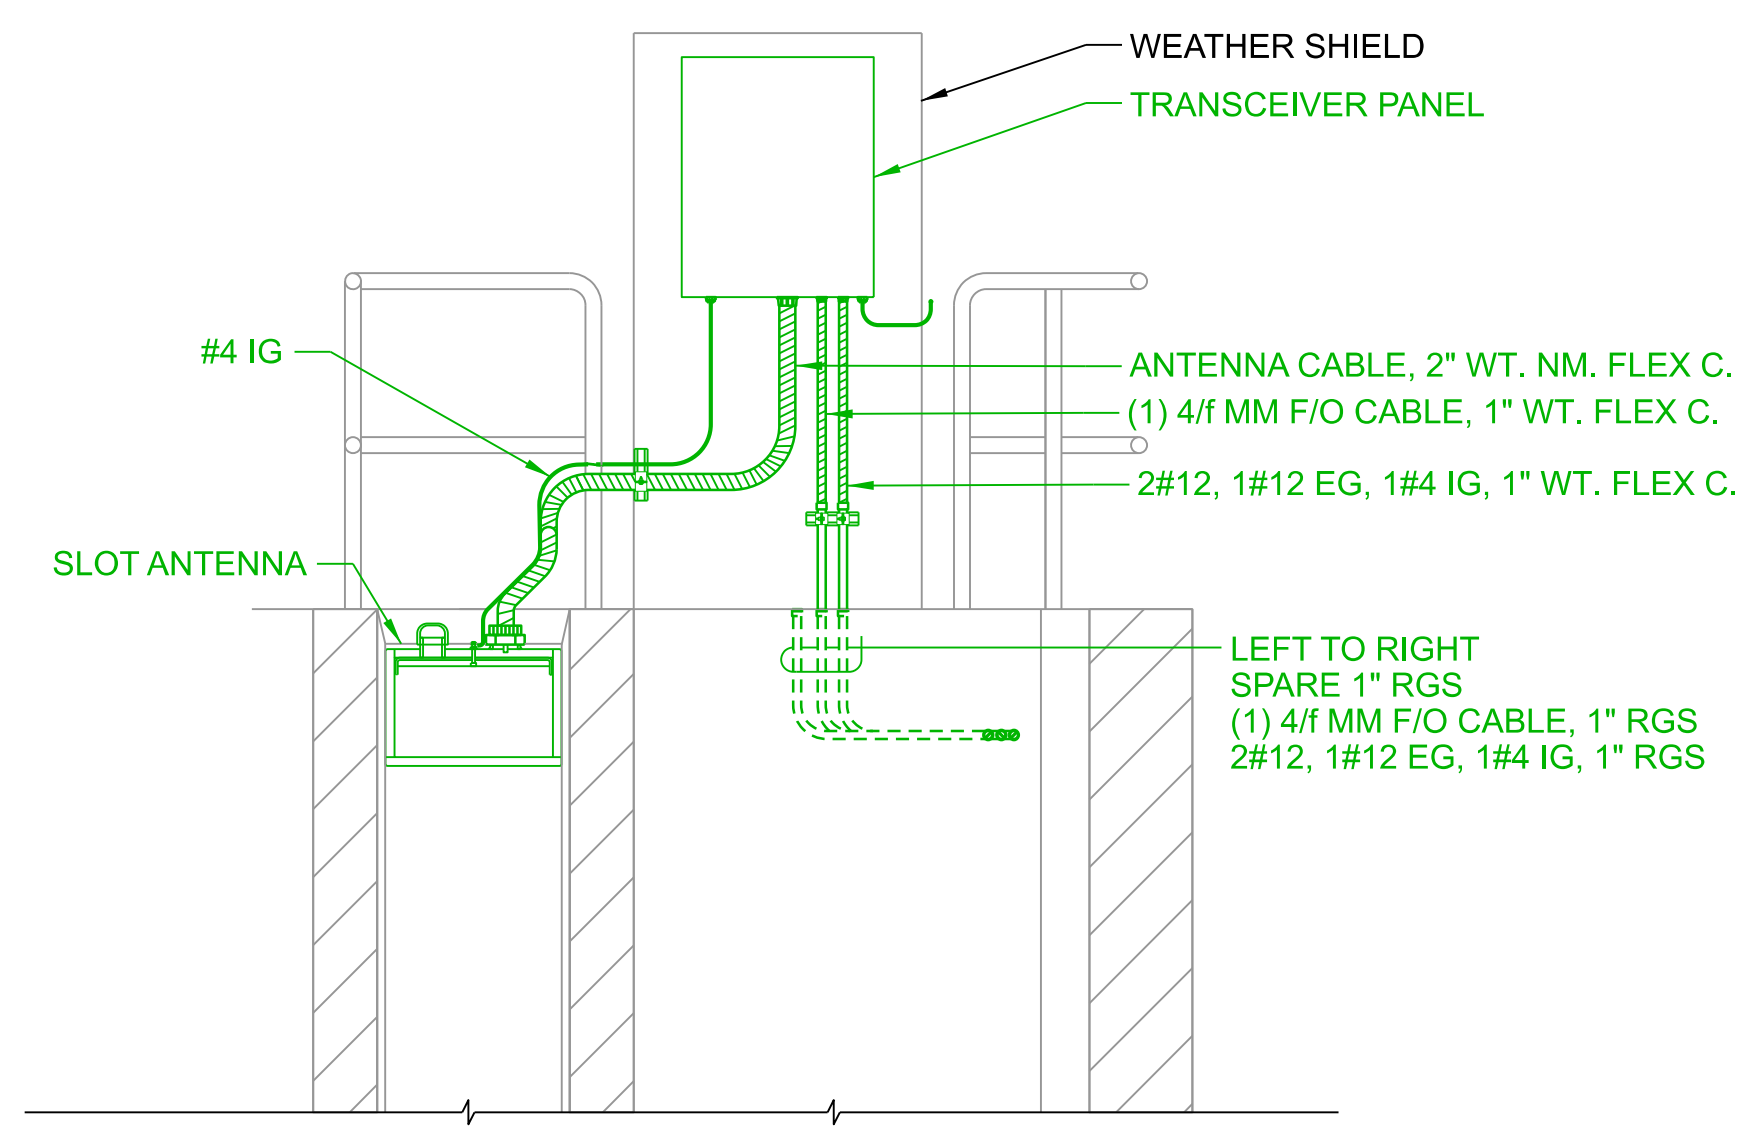 WEATHER SHIELD
TRANSCEIVER PANEL
#4 IG
ANTENNA CABLE, 2" WT. NM. FLEX C.
(1) 4/f MM F/O CABLE, 1" WT. FLEX C.
2#12, 1#12 EG, 1#4 IG, 1" WT. FLEX C.
SLOT ANTENNA
LEFT TO RIGHT
SPARE 1" RGS
(1) 4/f MM F/O CABLE, 1" RGS
2#12, 1#12 EG, 1#4 IG, 1" RGS